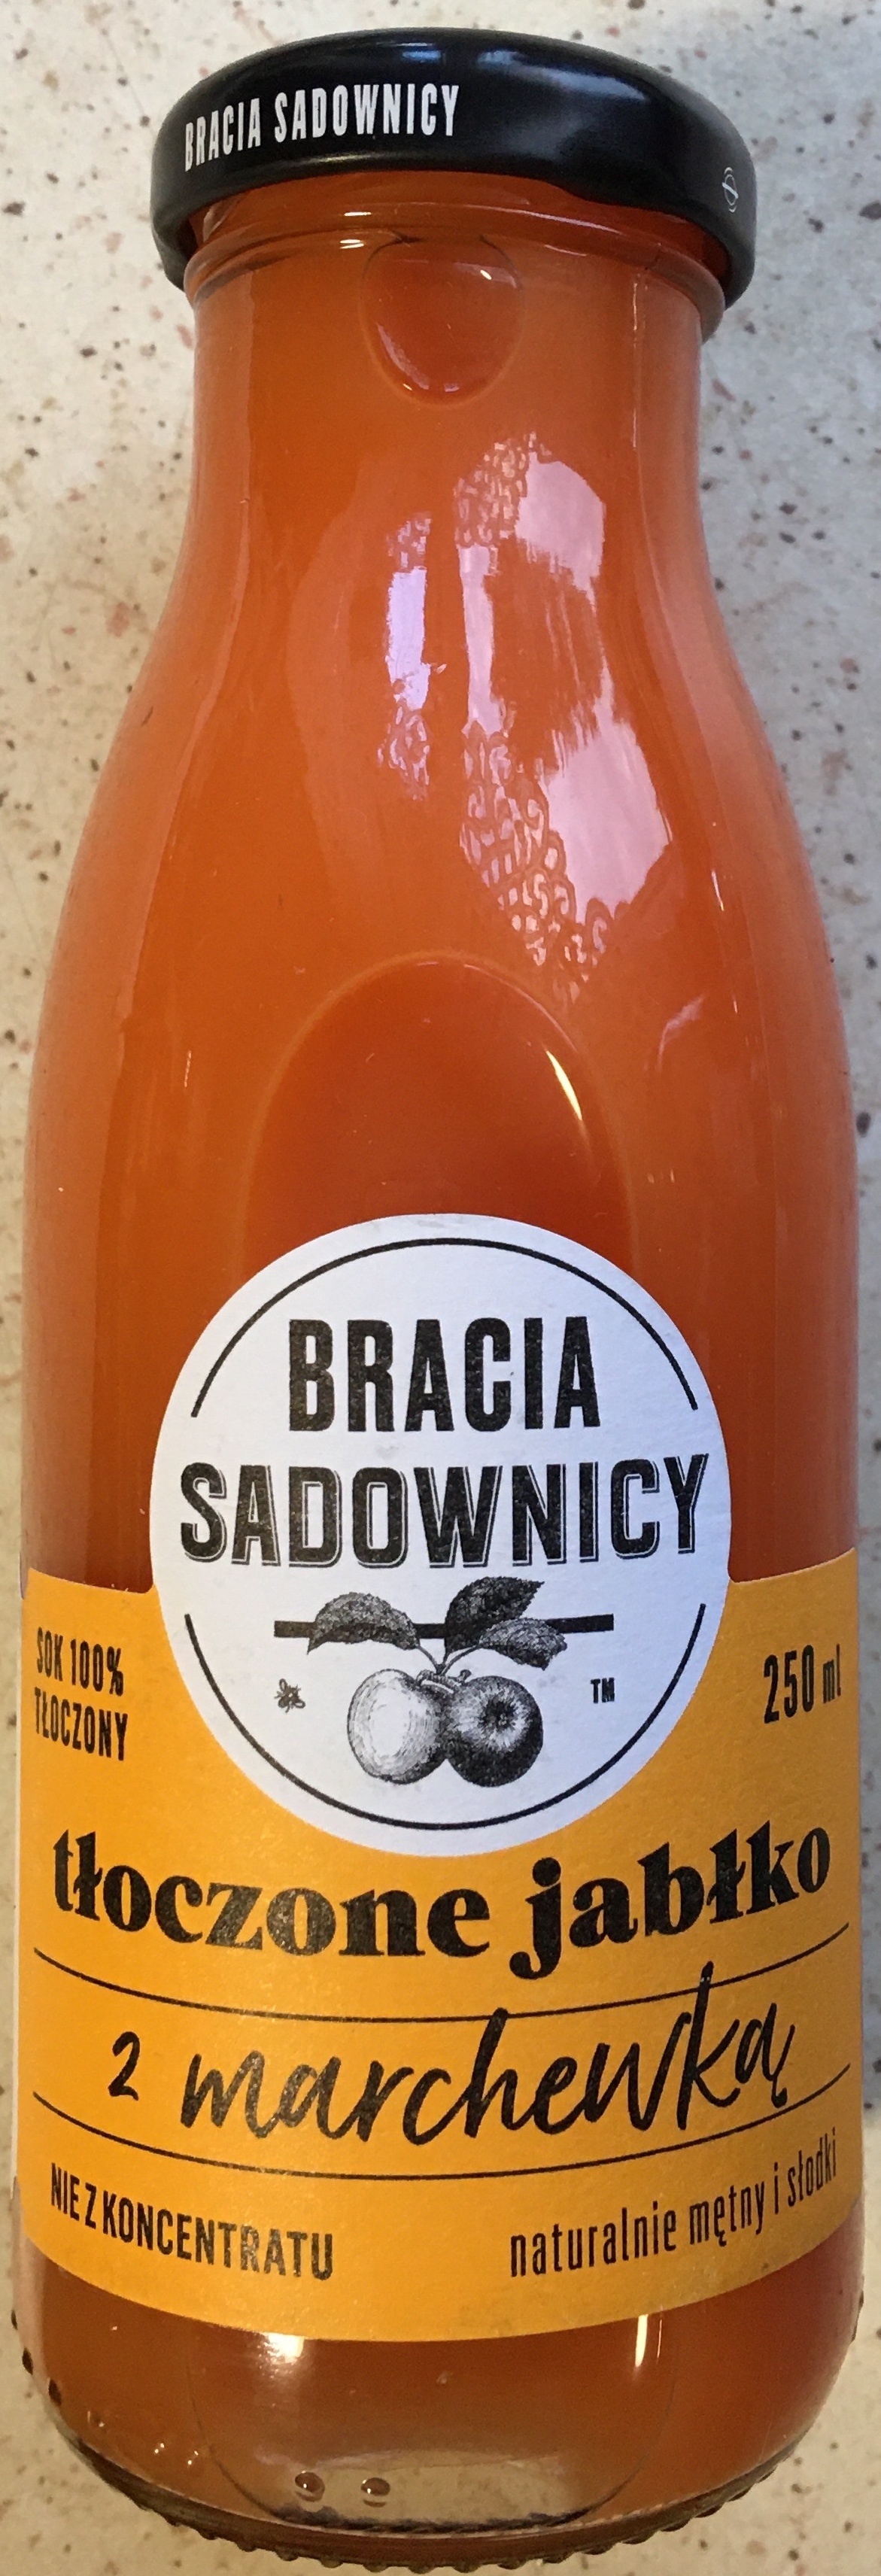 BRACIA SADOWNICY
BRACIA
SADOWNICY
TM
SOK 100%
TŁOCZONY
250 ml
tłoczone jabłko
z marchewką
NIE Z KONCENTRATU
naturalnie mętny i słodki